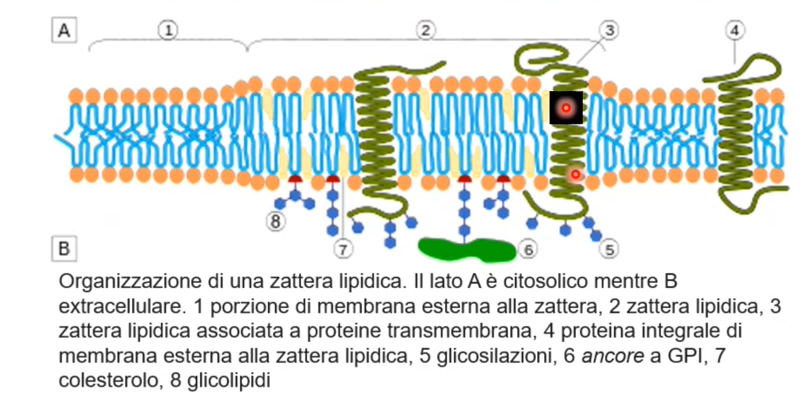 A
1
2
3
4
8
7
6
5
B
Organizzazione di una zattera lipidica. Il lato A è citosolico mentre B
extracellulare. 1 porzione di membrana esterna alla zattera, 2 zattera lipidica, 3
zattera lipidica associata a proteine transmembrana, 4 proteina integrale di
membrana esterna alla zattera lipidica, 5 glicosilazioni, 6 ancore a GPI, 7
colesterolo, 8 glicolipidi